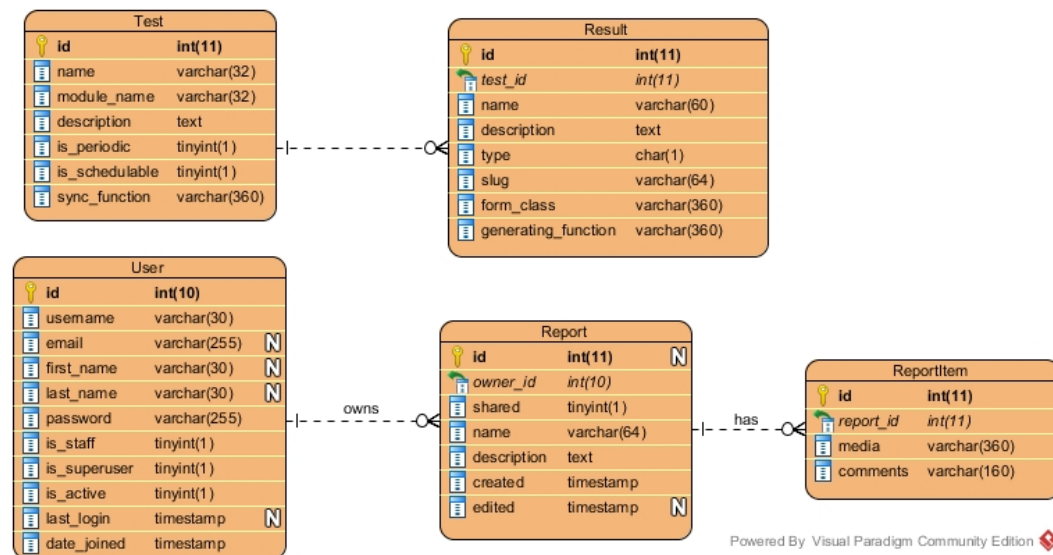 Test
id int(11)
name varchar(32)
module_name varchar(32)
description text
is_periodic tinyint(1)
is_schedulable tinyint(1)
sync_function varchar(360)
Result
id int(11)
test_id int(11)
name varchar(60)
description text
type char(1)
slug varchar(64)
form_class varchar(360)
generating_function varchar(360)
User
id int(10)
username varchar(30)
email varchar(255) N
first_name varchar(30) N
last_name varchar(30) N
password varchar(255)
is_staff tinyint(1)
is_superuser tinyint(1)
is_active tinyint(1)
last_login timestamp N
date_joined timestamp
owns
Report
id int(11) N
owner_id int(10)
shared tinyint(1)
name varchar(64)
description text
created timestamp
edited timestamp N
has
ReportItem
id int(11)
report_id int(11)
media varchar(360)
comments varchar(160)
Powered By Visual Paradigm Community Edition